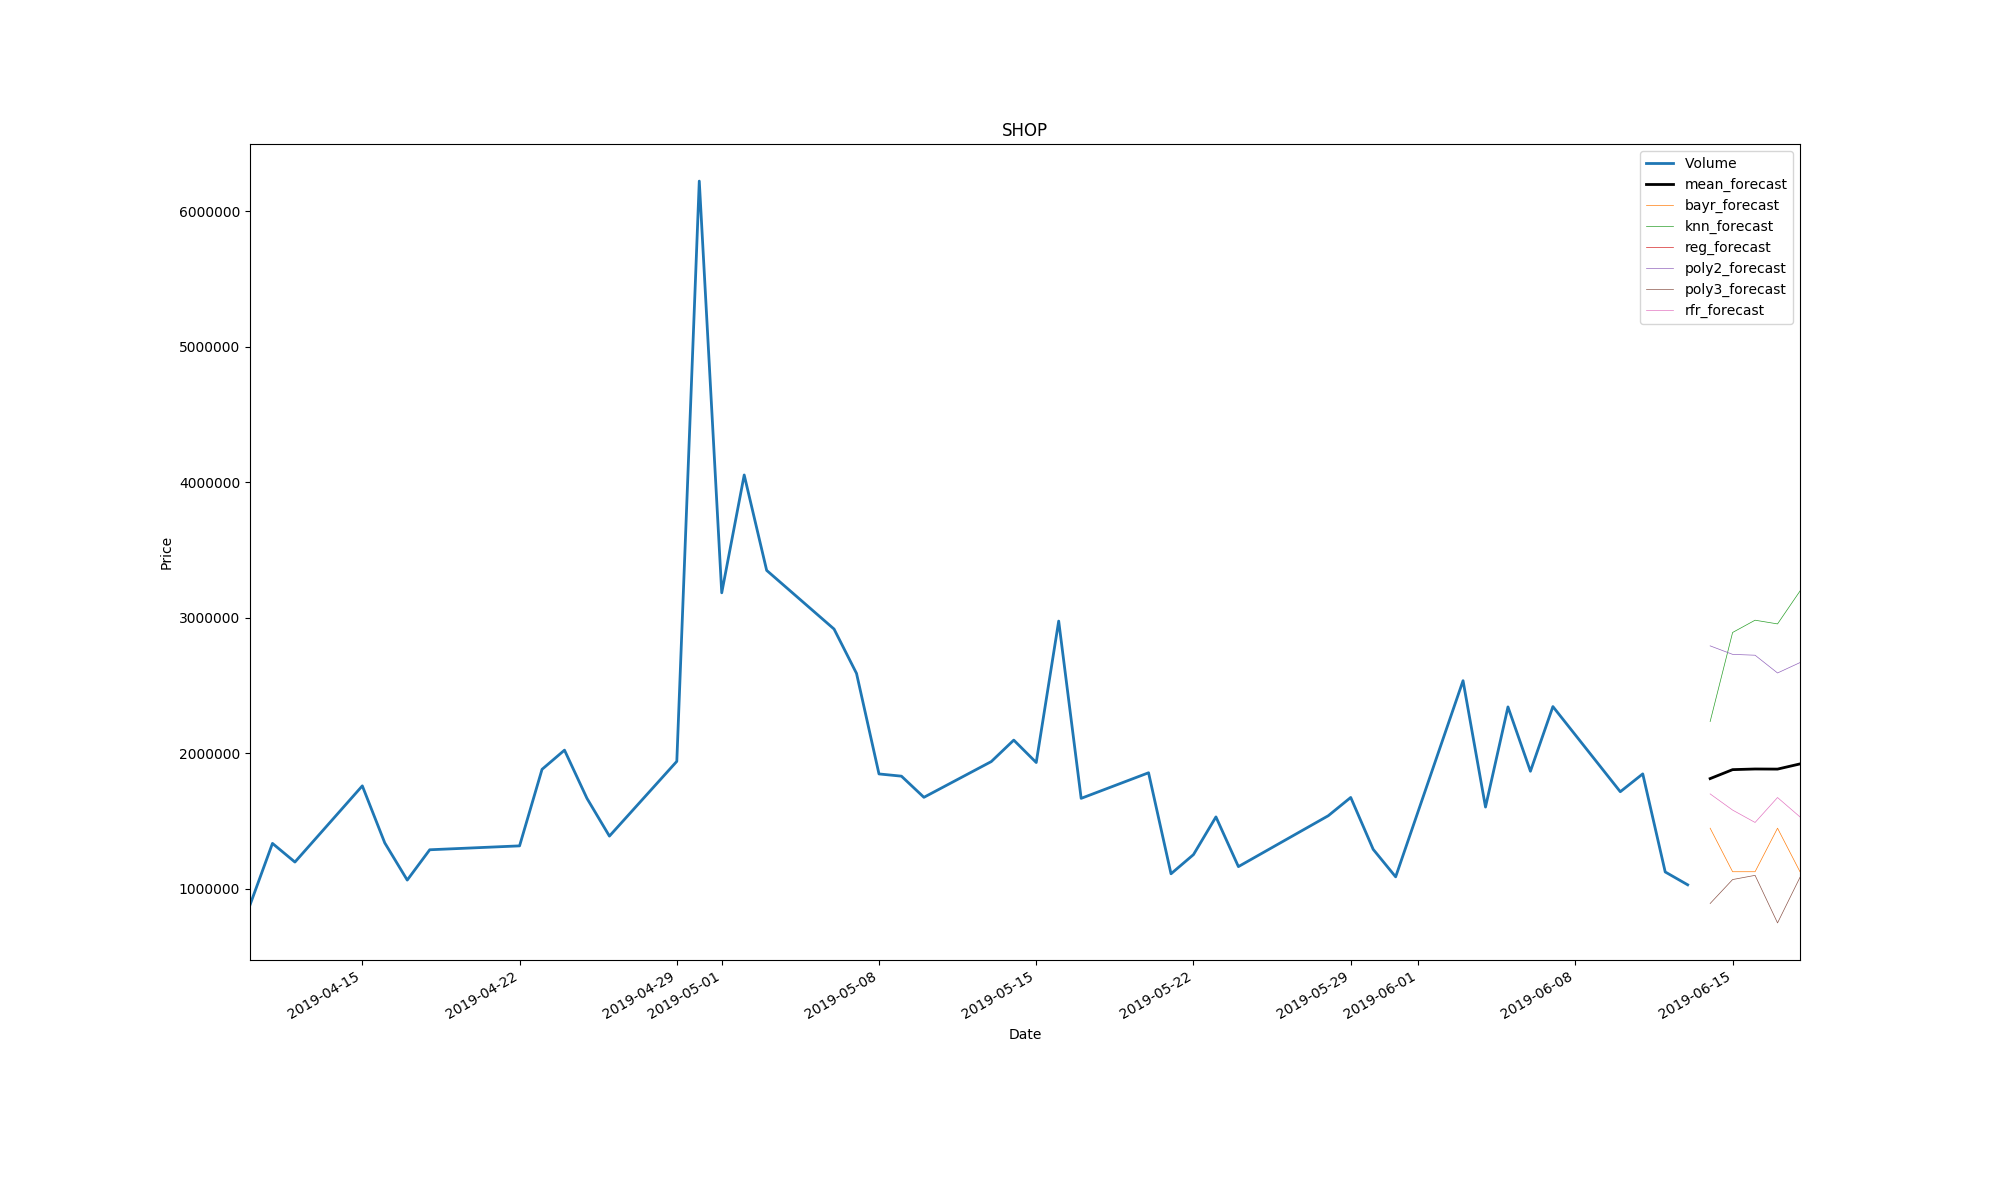 SHOP
Volume
mean_forecast
bayr_forecast
knn_forecast
reg_forecast
poly2_forecast
poly3_forecast
rfr_forecast
6000000
5000000
4000000
3000000
2000000
1000000
Price
2019-04-15
2019-04-22
2019-04-29
2019-05-01
2019-05-08
2019-05-15
2019-05-22
2019-05-29
2019-06-01
2019-06-08
2019-06-15
Date